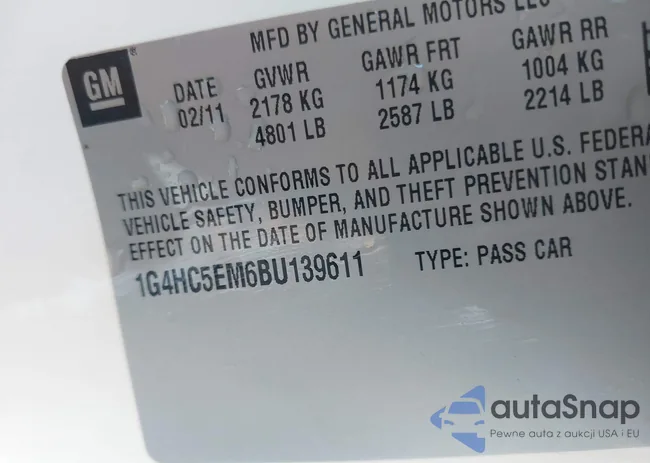 MFD BY GENERAL MOTORS LLC
GM
DATE GVWR GAWR FRT GAWR RR
02/11 2178 KG 1174 KG 1004 KG
4801 LB 2587 LB 2214 LB
THIS VEHICLE CONFORMS TO ALL APPLICABLE U.S. FEDERA
VEHICLE SAFETY, BUMPER, AND THEFT PREVENTION STAN
EFFECT ON THE DATE OF MANUFACTURE SHOWN ABOVE.
1G4HC5EM6BU139611 TYPE: PASS CAR
autaSnap
Pewne auta z aukcji USA i EU